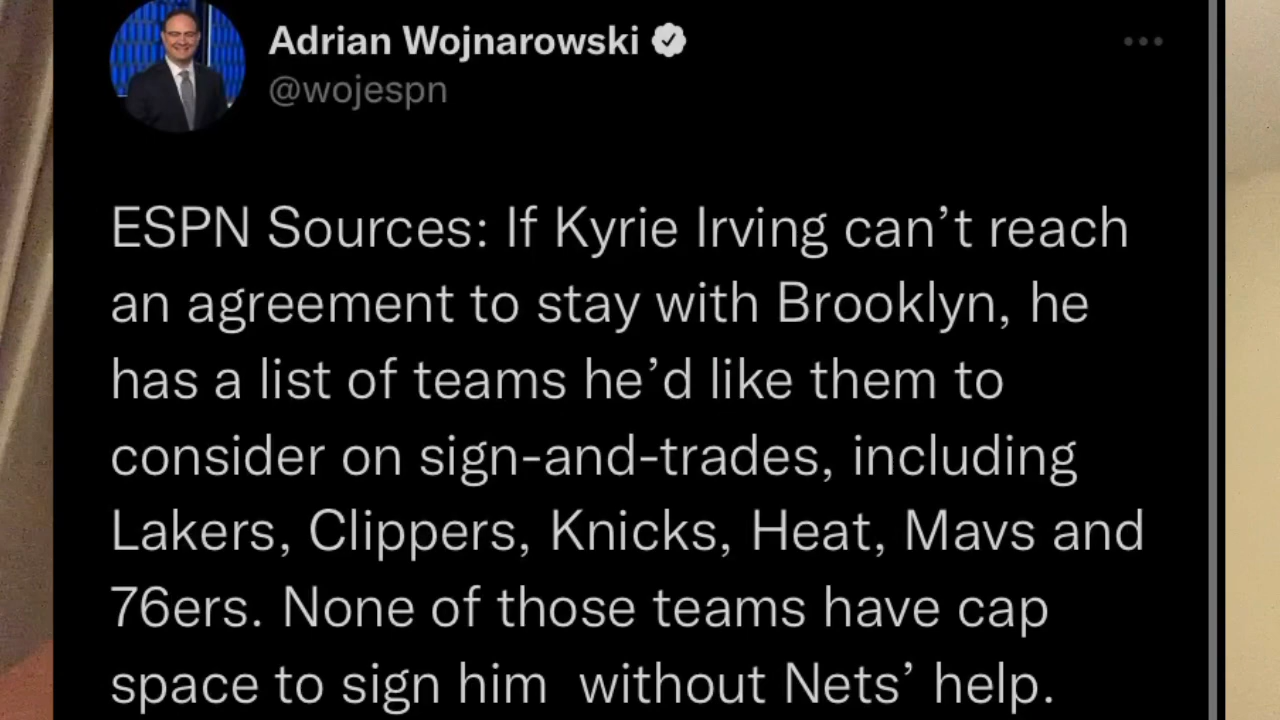 Adrian Wojnarowski
@wojespn
ESPN Sources: If Kyrie Irving can’t reach
an agreement to stay with Brooklyn, he
has a list of teams he’d like them to
consider on sign-and-trades, including
Lakers, Clippers, Knicks, Heat, Mavs and
76ers. None of those teams have cap
space to sign him  without Nets’ help.